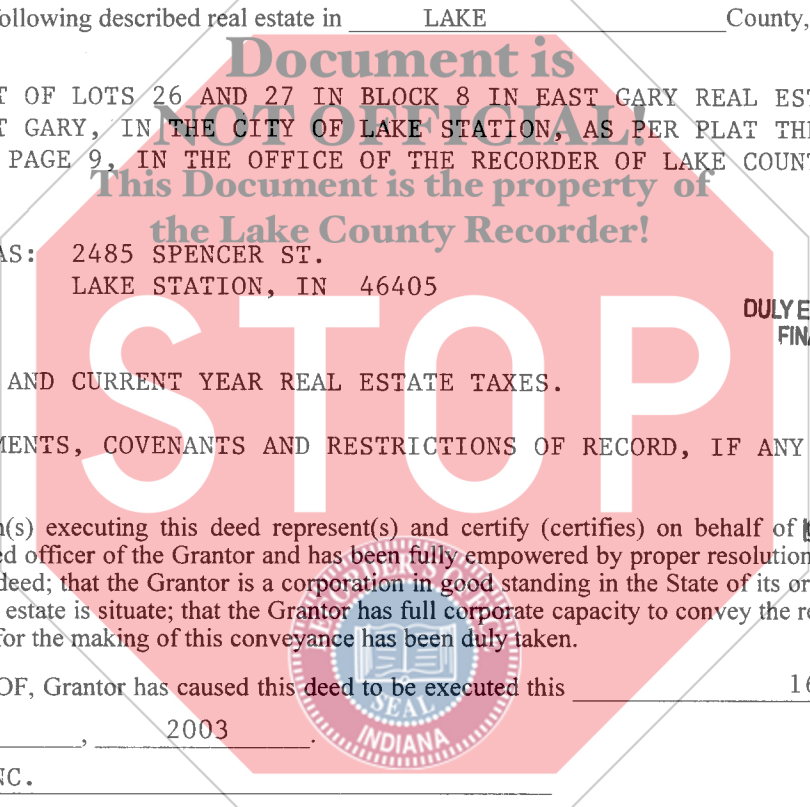 ollowing described real estate in LAKE County,
Document is
T OF LOTS 26 AND 27 IN BLOCK 8 IN EAST GARY REAL EST
NOT OFFICIAL!
T GARY, IN THE CITY OF LAKE STATION, AS PER PLAT TH
PAGE 9, IN THE OFFICE OF THE RECORDER OF LAKE COUNT
This Document is the property of
the Lake County Recorder!
AS: 2485 SPENCER ST.
LAKE STATION, IN 46405
DULY E
FINA
STOP
AND CURRENT YEAR REAL ESTATE TAXES.
MENTS, COVENANTS AND RESTRICTIONS OF RECORD, IF ANY
n(s) executing this deed represent(s) and certify (certifies) on behalf of
ed officer of the Grantor and has been fully empowered by proper resolution
deed; that the Grantor is a corporation in good standing in the State of its or
estate is situate; that the Grantor has full corporate capacity to convey the re
for the making of this conveyance has been duly taken.
OF, Grantor has caused this deed to be executed this 16
, 2003 .
NC.
SEAL
INDIANA